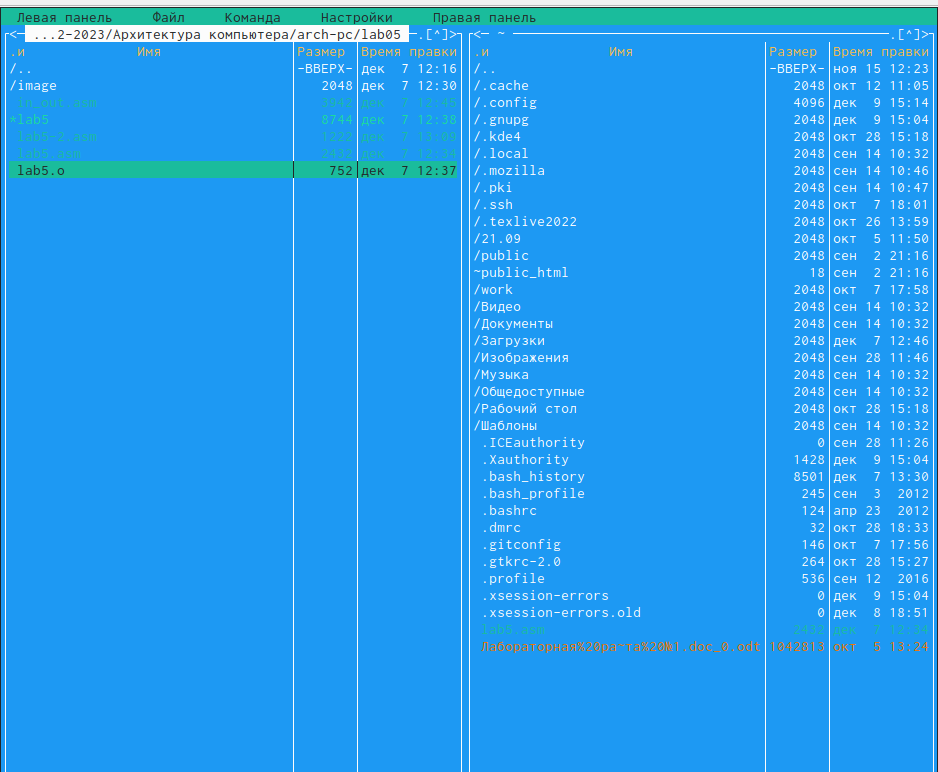 Левая панель Файл Команда Настройки Правая панель
<─ ...2-2023/Архитектура компьютера/arch-pc/lab05 ─.[^]>
.и Имя Размер Время правки
/.. -ВВЕРХ- дек 7 12:16
/image 2048 дек 7 12:30
in_out.asm 3942 дек 7 12:45
*lab5 8744 дек 7 12:38
lab5-2.asm 1222 дек 7 13:09
lab5.asm 2452 дек 7 12:34
lab5.o 752 дек 7 12:37
<─ ~ ─.[^]>
.и Имя Размер Время правки
/.. -ВВЕРХ- ноя 15 12:23
/.cache 2048 окт 12 11:05
/.config 4096 дек 9 15:14
/.gnupg 2048 дек 9 15:04
/.kde4 2048 окт 28 15:18
/.local 2048 сен 14 10:32
/.mozilla 2048 сен 14 10:46
/.pki 2048 сен 14 10:47
/.ssh 2048 окт 7 18:01
/.texlive2022 2048 окт 26 13:59
/21.09 2048 окт 5 11:50
/public 2048 сен 2 21:16
~public_html 18 сен 2 21:16
/work 2048 окт 7 17:58
/Видео 2048 сен 14 10:32
/Документы 2048 сен 14 10:32
/Загрузки 2048 дек 7 12:46
/Изображения 2048 сен 28 11:46
/Музыка 2048 сен 14 10:32
/Общедоступные 2048 сен 14 10:32
/Рабочий стол 2048 окт 28 15:18
/Шаблоны 2048 сен 14 10:32
.ICEauthority 0 сен 28 11:26
.Xauthority 1428 дек 9 15:04
.bash_history 8501 дек 7 13:30
.bash_profile 245 сен 3 2012
.bashrc 124 апр 23 2012
.dmrc 32 окт 28 18:33
.gitconfig 146 окт 7 17:56
.gtkrc-2.0 264 окт 28 15:27
.profile 536 сен 12 2016
.xsession-errors 0 дек 9 15:04
.xsession-errors.old 0 дек 8 18:51
lab5.asm 2452 дек 7 12:34
1042813 окт 5 13:24